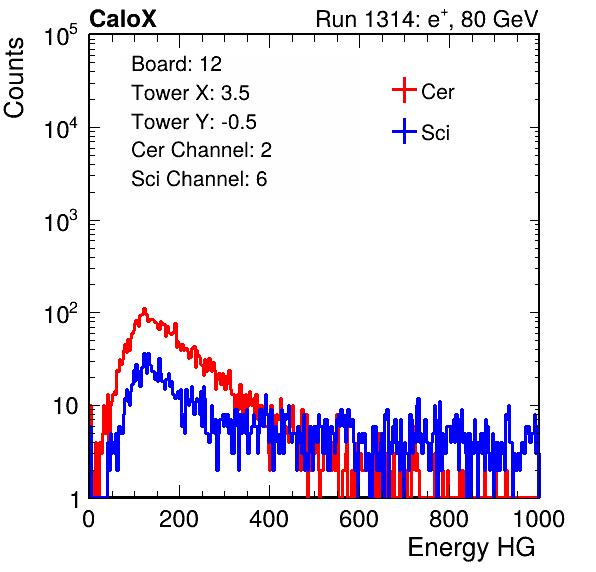 CaloX Run 1314: e⁺, 80 GeV
Counts
10⁵
10⁴
10³
10²
10
1
Board: 12
Tower X: 3.5
Tower Y: -0.5
Cer Channel: 2
Sci Channel: 6
Cer
Sci
0 200 400 600 800 1000
Energy HG